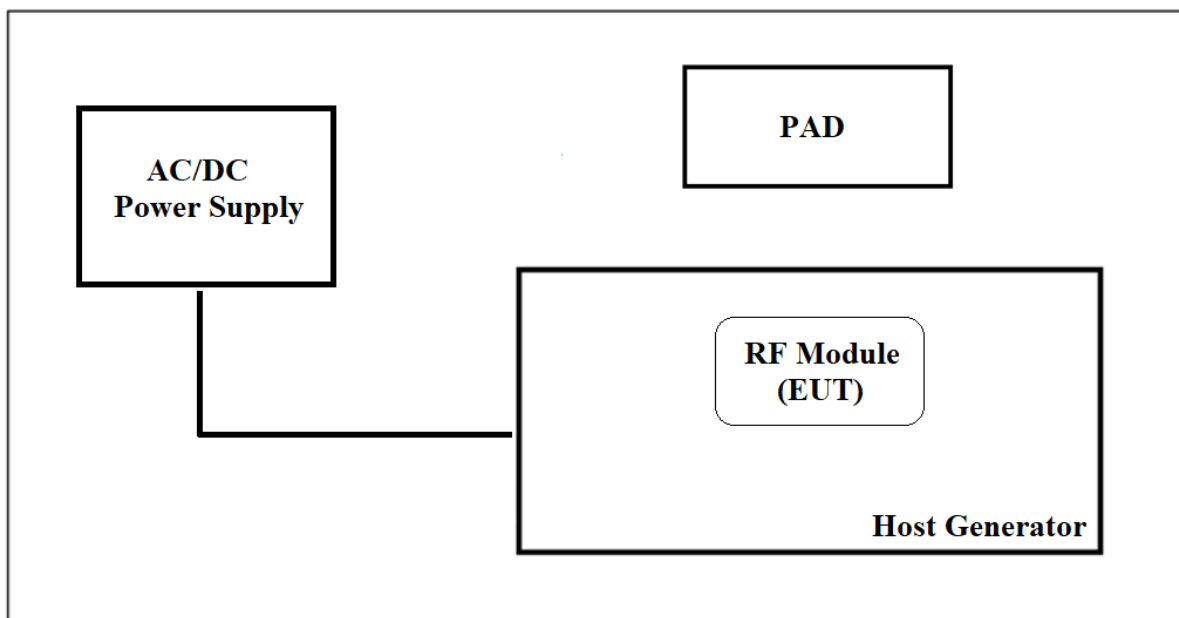 AC/DC
Power Supply
PAD
RF Module
(EUT)
Host Generator